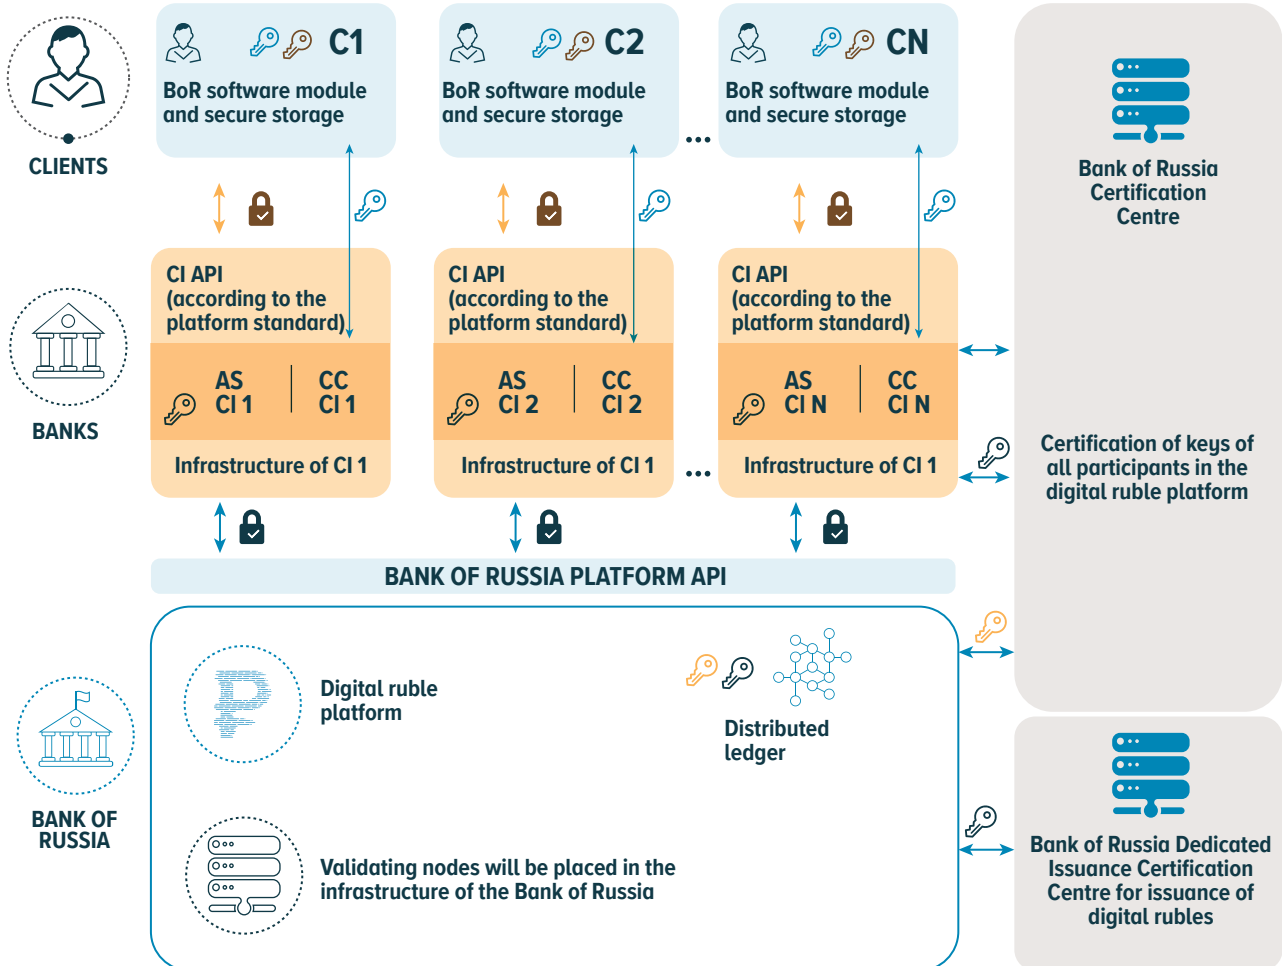 CLIENTS
C1
BoR software module
and secure storage
C2
BoR software module
and secure storage
...
CN
BoR software module
and secure storage
Bank of Russia
Certification
Centre
BANKS
CI API
(according to the
platform standard)
AS
CI 1
CC
CI 1
Infrastructure of CI 1
CI API
(according to the
platform standard)
AS
CI 2
CC
CI 2
Infrastructure of CI 1
...
CI API
(according to the
platform standard)
AS
CI N
CC
CI N
Infrastructure of CI 1
Certification of keys of
all participants in the
digital ruble platform
BANK OF RUSSIA PLATFORM API
BANK OF
RUSSIA
Digital ruble
platform
Distributed
ledger
Validating nodes will be placed in the
infrastructure of the Bank of Russia
Bank of Russia Dedicated
Issuance Certification
Centre for issuance of
digital rubles